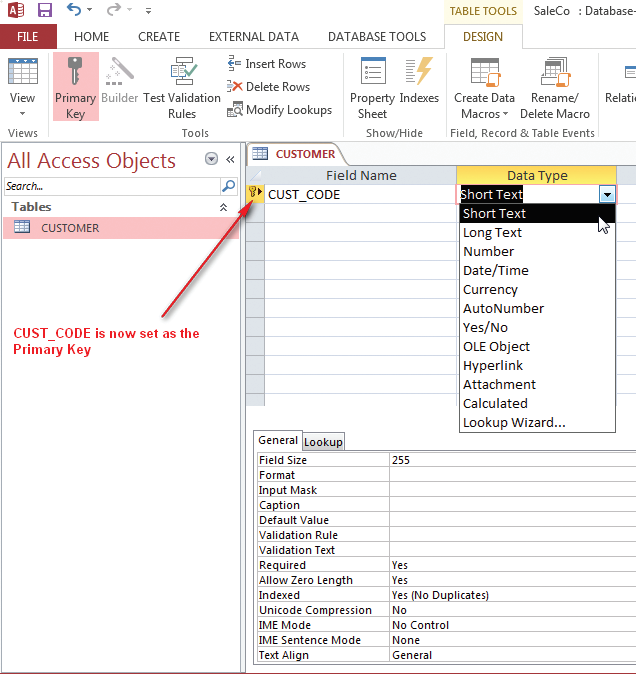 TABLE TOOLS SaleCo : Database-
FILE HOME CREATE EXTERNAL DATA DATABASE TOOLS DESIGN
View
Primary Key
Builder
Test Validation Rules
Insert Rows
Delete Rows
Modify Lookups
Property Sheet
Indexes
Create Data Macros
Rename/ Delete Macro
Relati
Views Tools Show/Hide Field, Record & Table Events
All Access Objects
Search...
Tables
CUSTOMER
CUST_CODE is now set as the
Primary Key
CUSTOMER
Field Name Data Type
CUST_CODE Short Text
Short Text
Long Text
Number
Date/Time
Currency
AutoNumber
Yes/No
OLE Object
Hyperlink
Attachment
Calculated
Lookup Wizard...
General Lookup
Field Size 255
Format
Input Mask
Caption
Default Value
Validation Rule
Validation Text
Required Yes
Allow Zero Length Yes
Indexed Yes (No Duplicates)
Unicode Compression No
IME Mode No Control
IME Sentence Mode None
Text Align General